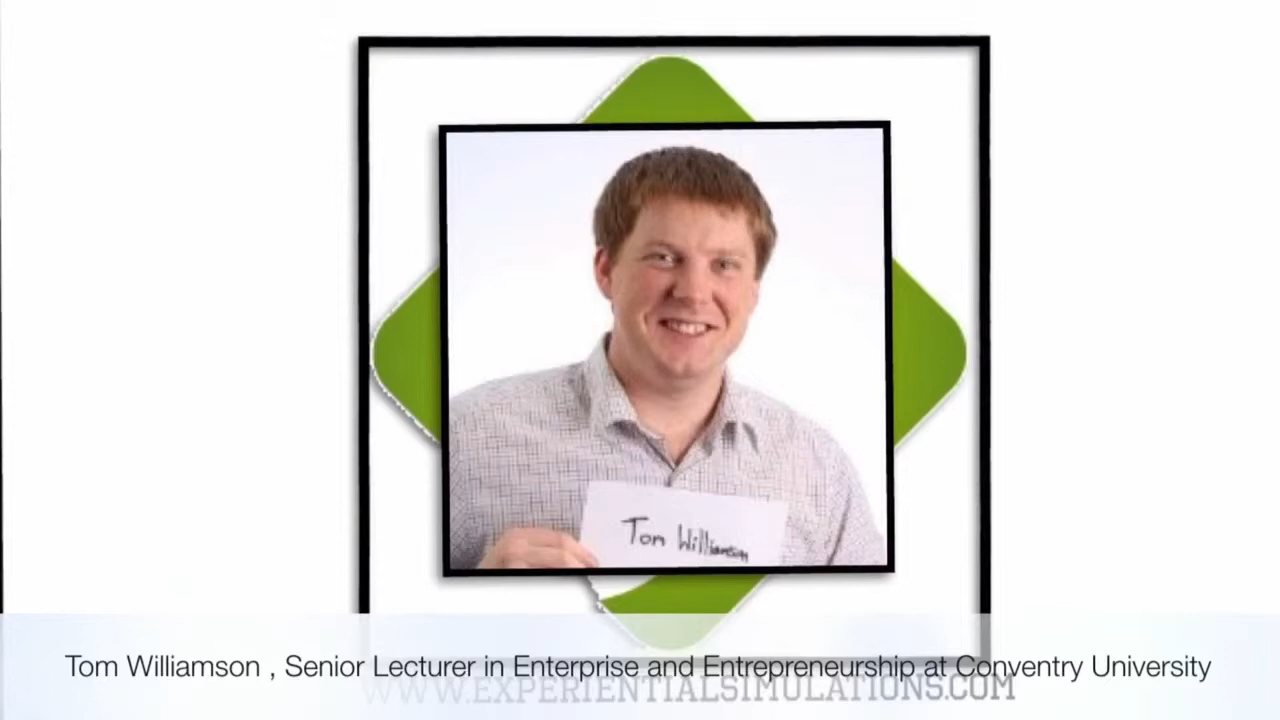 Tom Williamson
Tom Williamson , Senior Lecturer in Enterprise and Entrepreneurship at Conventry University
WWW.EXPERIENTIALSIMULATIONS.COM